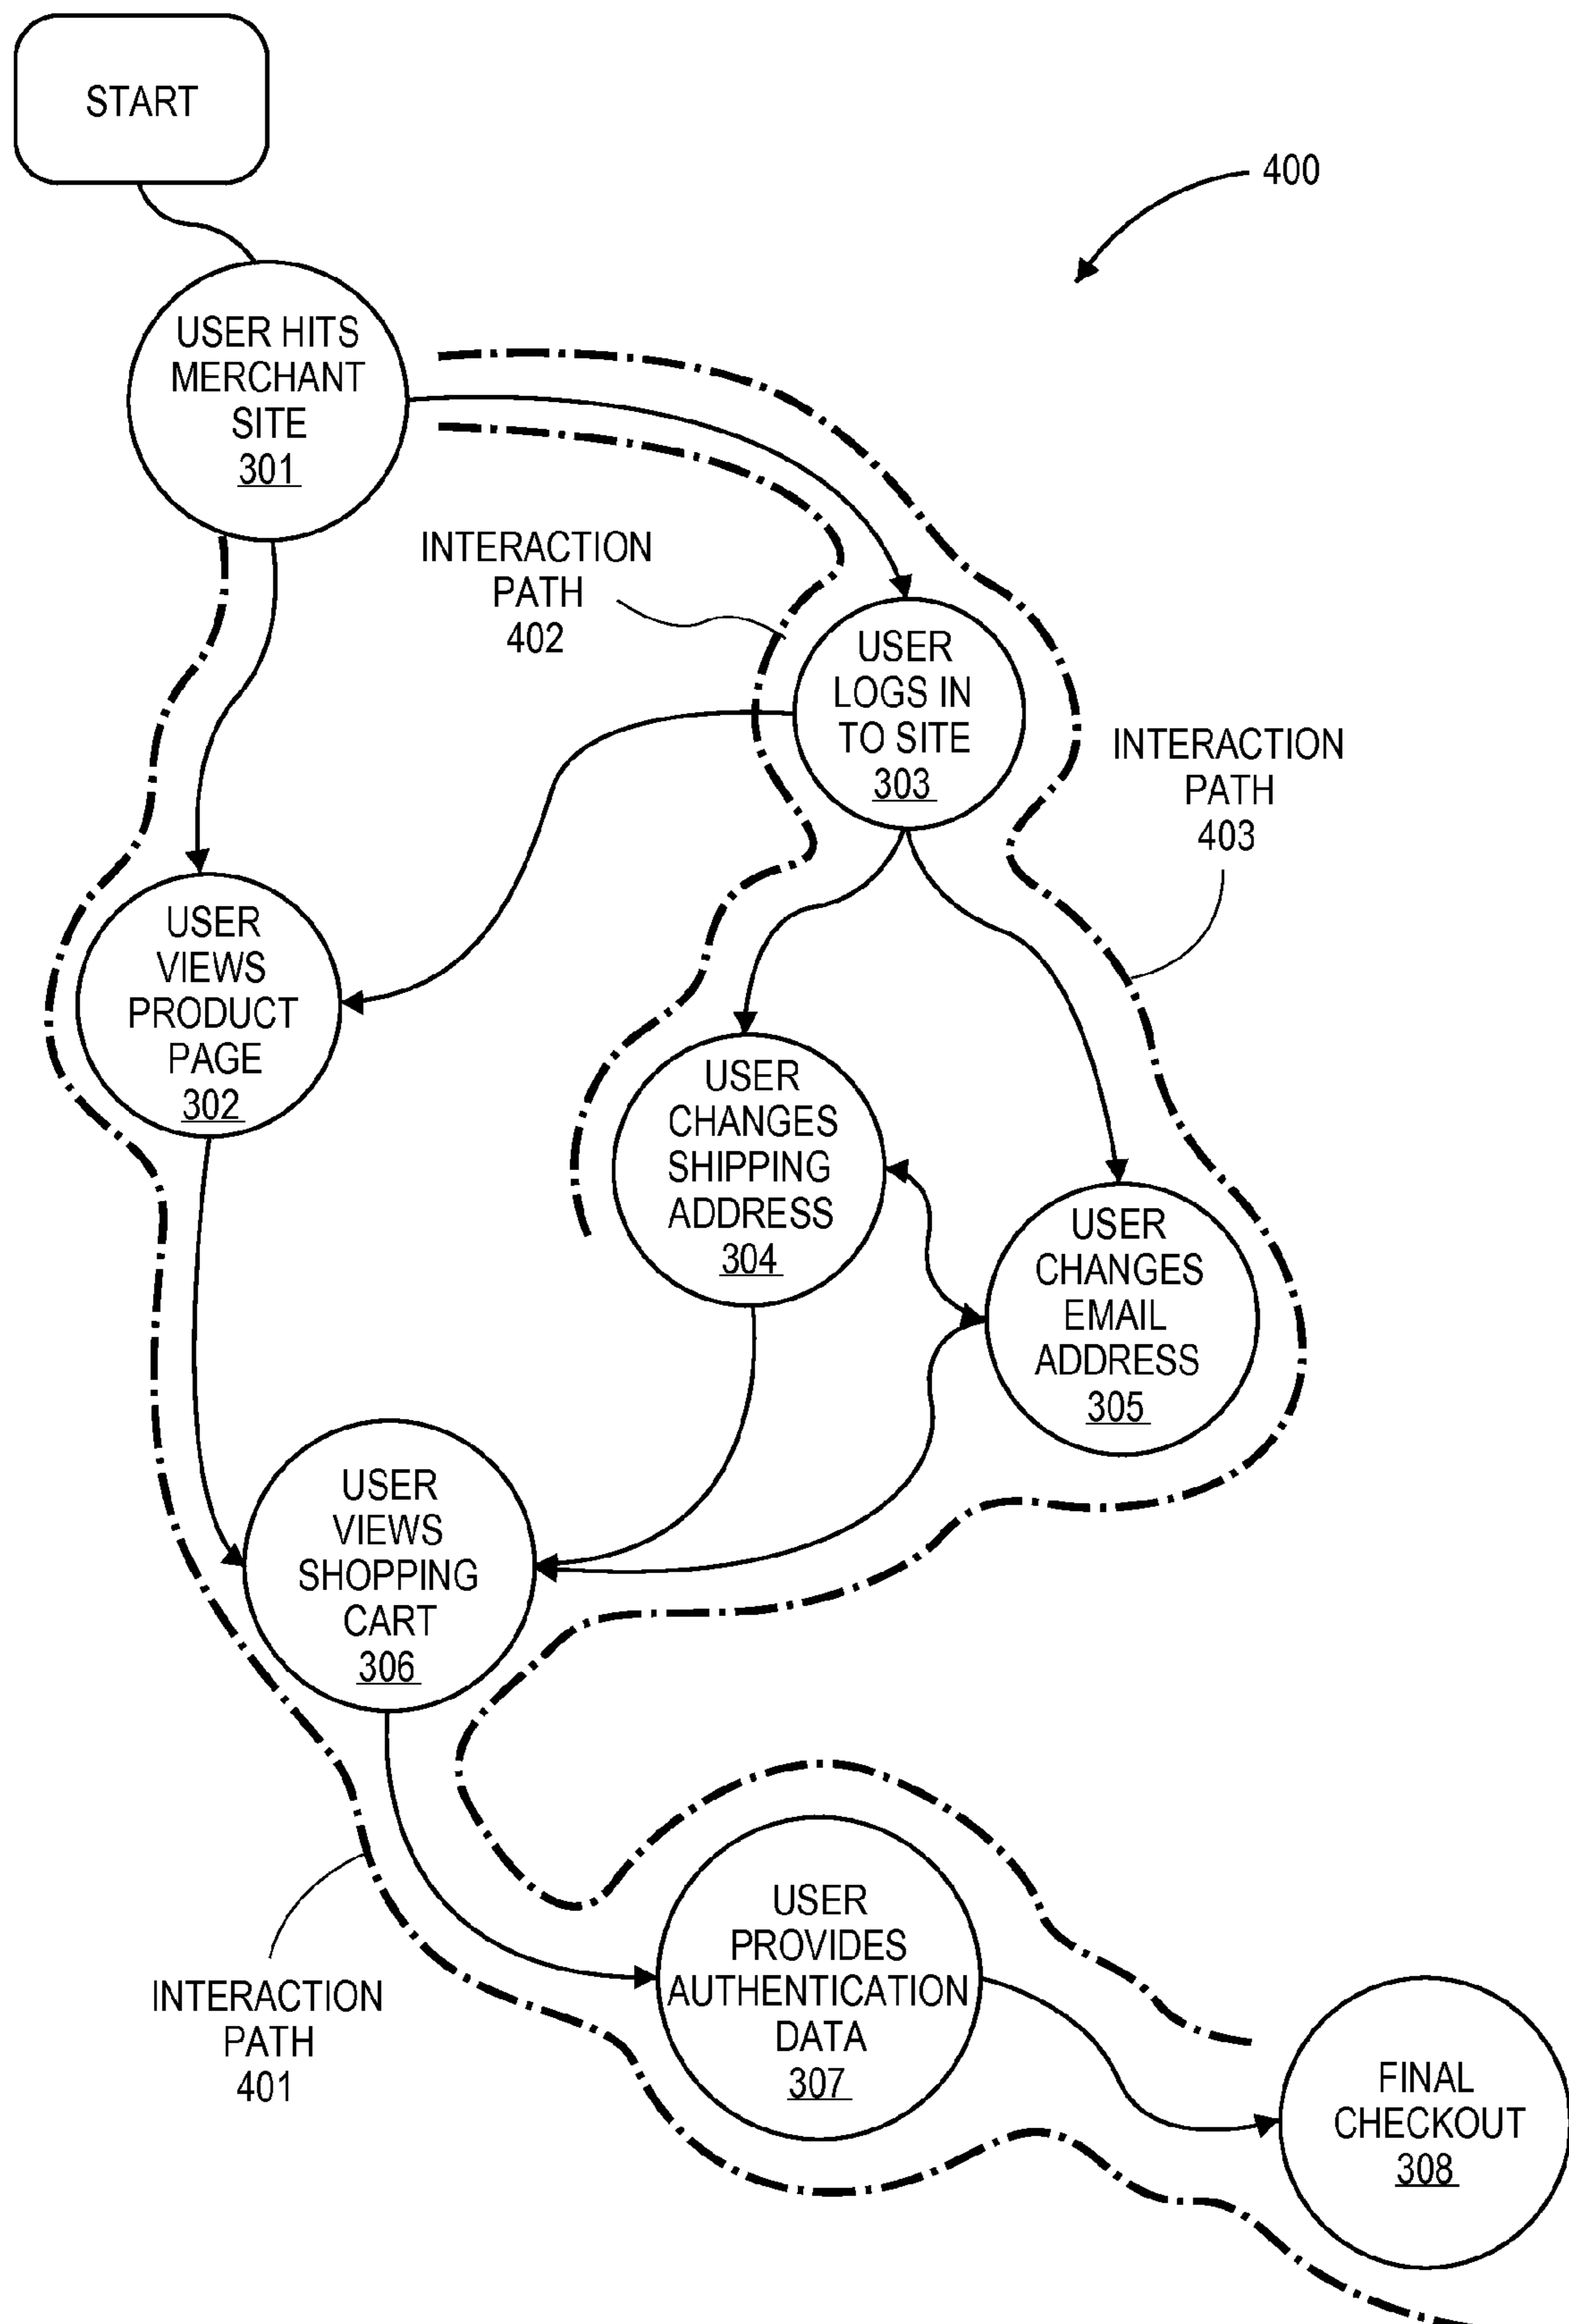 START
400
USER HITS
MERCHANT
SITE
301
INTERACTION
PATH
402
USER
LOGS IN
TO SITE
303
INTERACTION
PATH
403
USER
VIEWS
PRODUCT
PAGE
302
USER
CHANGES
SHIPPING
ADDRESS
304
USER
CHANGES
EMAIL
ADDRESS
305
USER
VIEWS
SHOPPING
CART
306
USER
PROVIDES
AUTHENTICATION
DATA
307
INTERACTION
PATH
401
FINAL
CHECKOUT
308